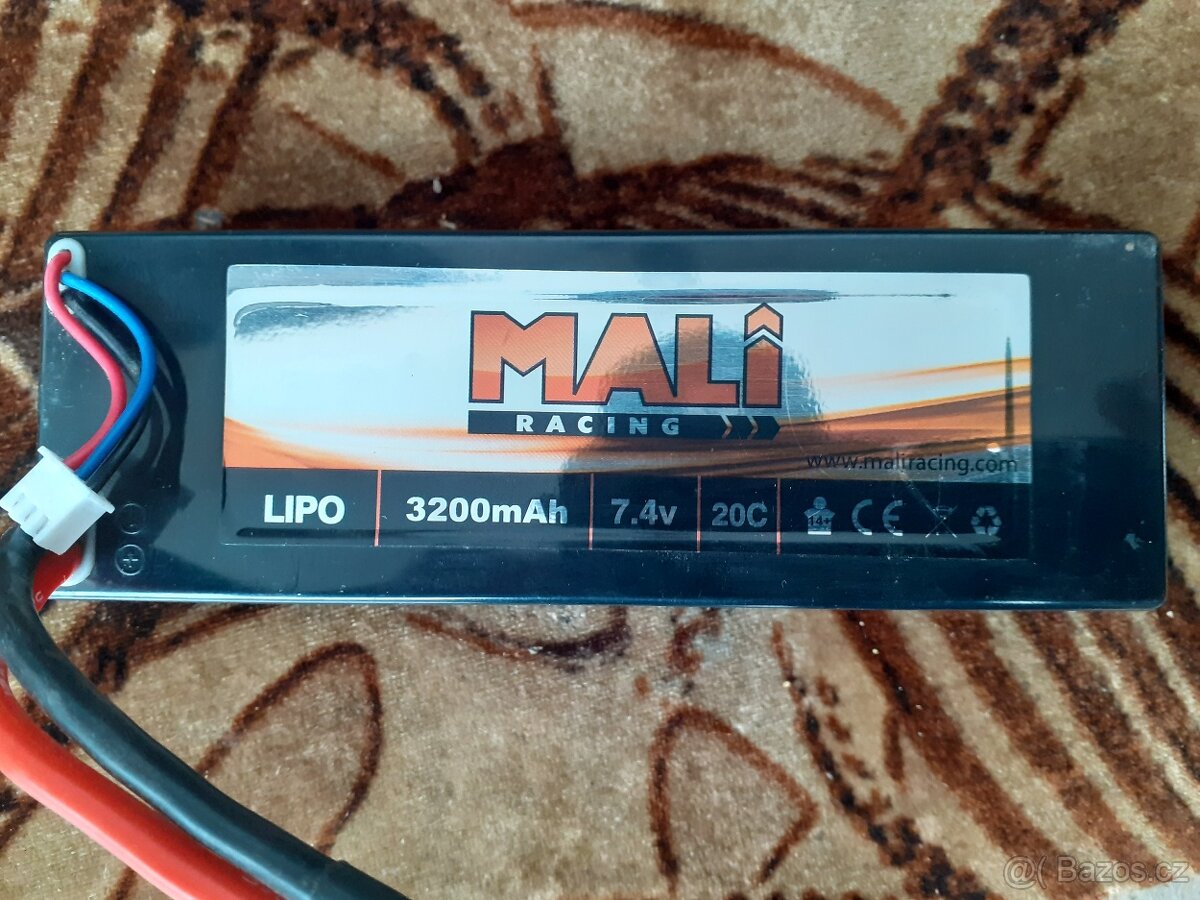 MALI
RACING
www.maliracing.com
LIPO 3200mAh 7.4v 20C 14+ CE
@( Bazos.cz